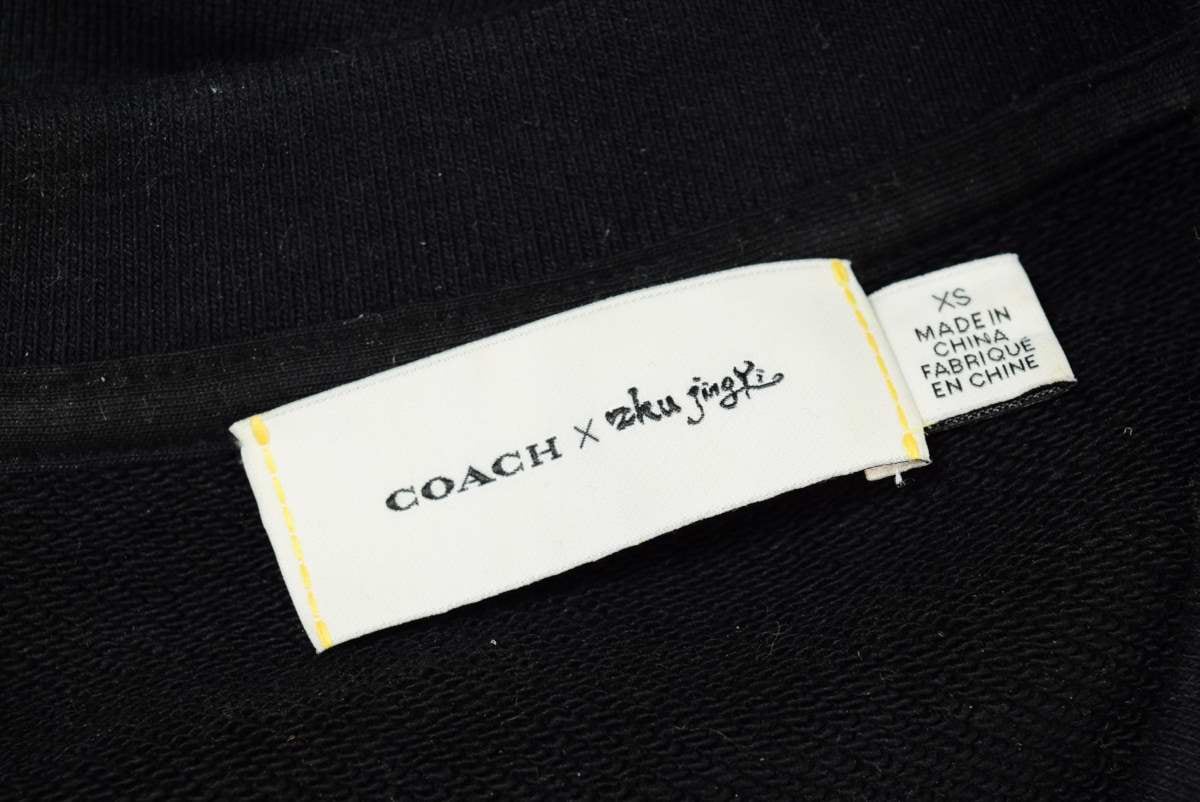 COACH × zhu jingyi
XS
MADE IN
CHINA
FABRIQUÉ
EN CHINE